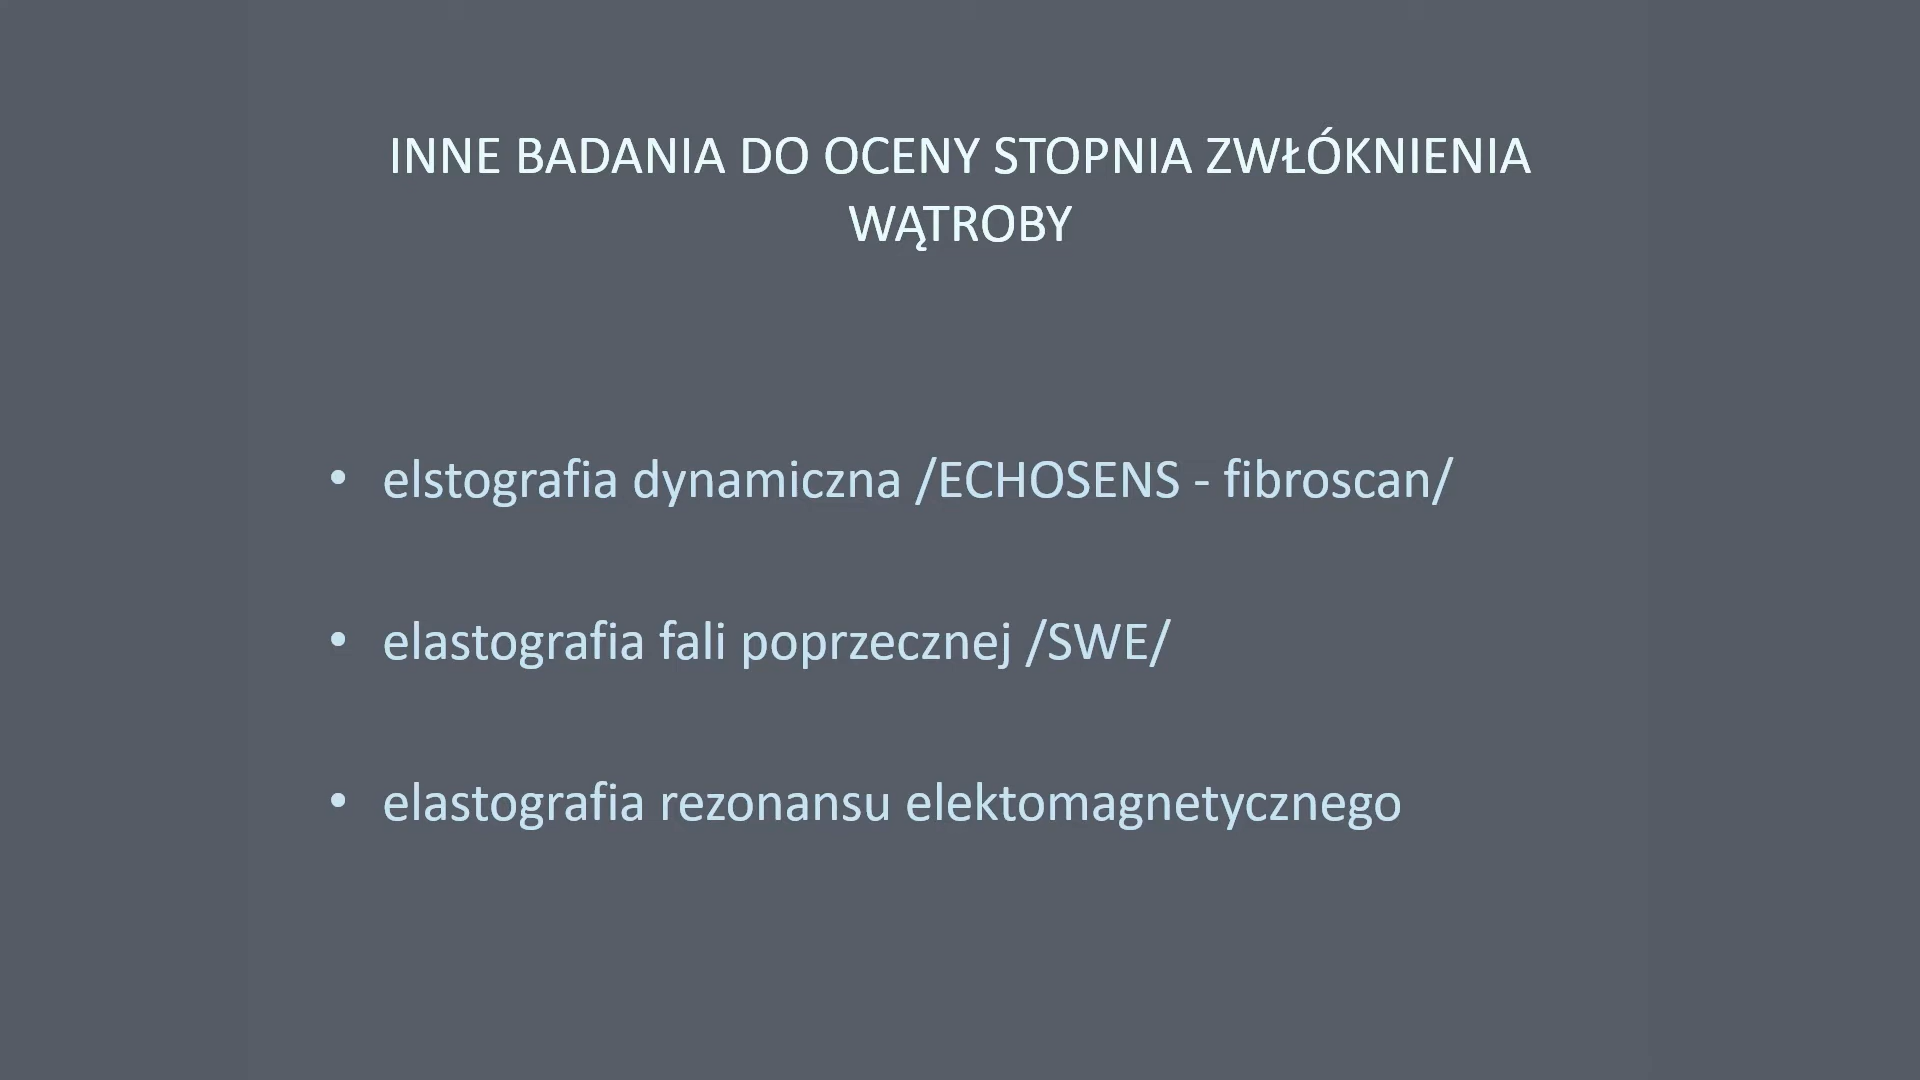 INNE BADANIA DO OCENY STOPNIA ZWŁÓKNIENIA
WĄTROBY
• elstografia dynamiczna /ECHOSENS - fibroscan/
• elastografia fali poprzecznej /SWE/
• elastografia rezonansu elektomagnetycznego